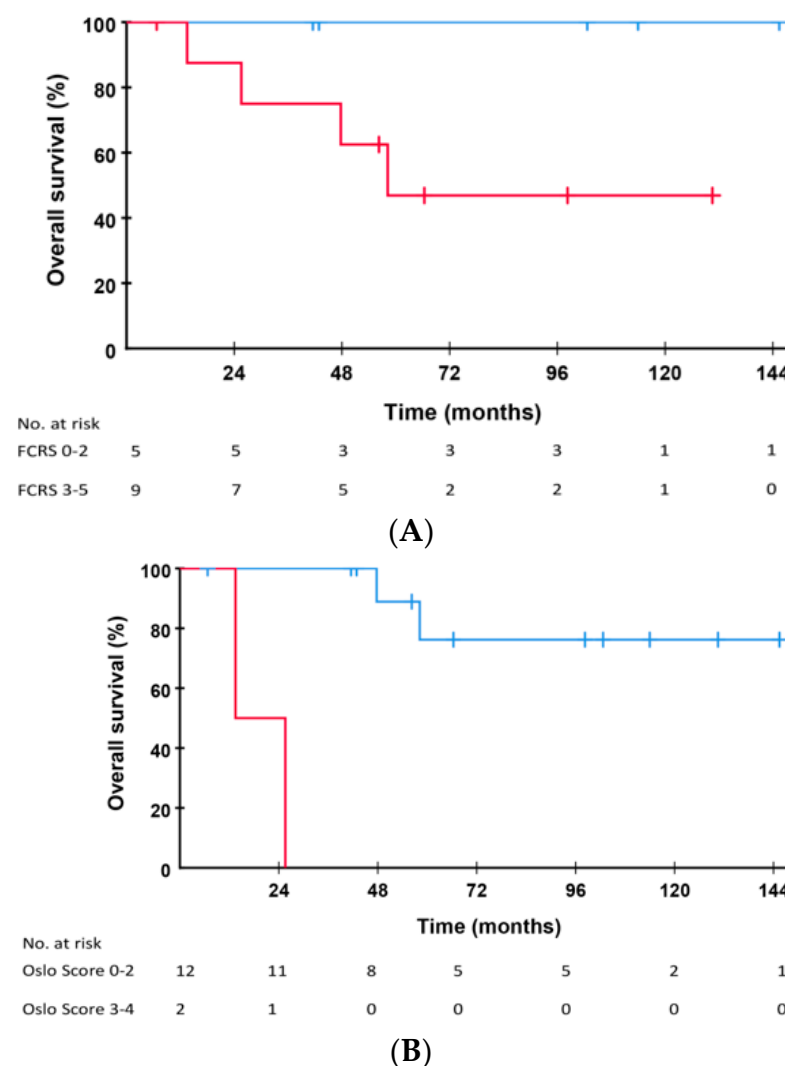 100
80
60
40
20
0
Overall survival (%)
24 48 72 96 120 144
Time (months)
No. at risk
FCRS 0-2 5 5 3 3 3 1 1
FCRS 3-5 9 7 5 2 2 1 0
(A)
100
80
60
40
20
0
Overall survival (%)
24 48 72 96 120 144
Time (months)
No. at risk
Oslo Score 0-2 12 11 8 5 5 2 1
Oslo Score 3-4 2 1 0 0 0 0 0
(B)